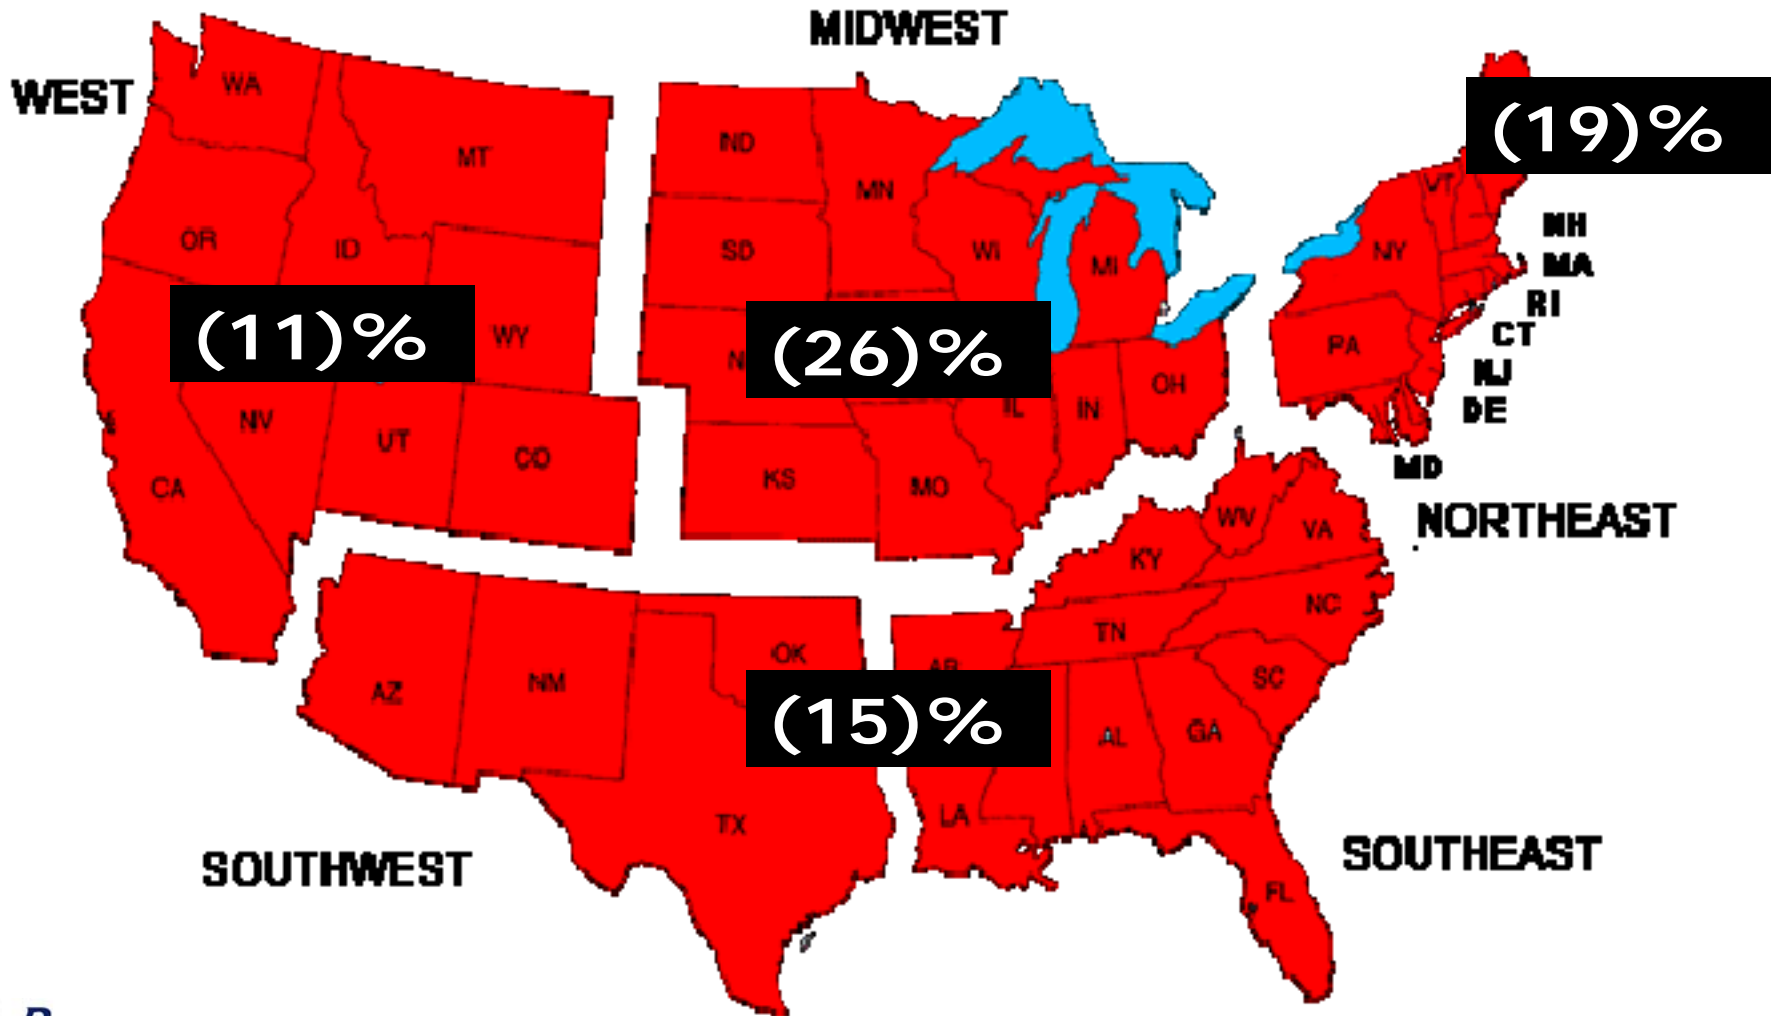 MIDWEST
WEST
WA
MT
ND
MN
(19)%
VT
NH
OR
ID
SD
WI
MI
NY
MA
RI
(11)%
WY
(26)%
PA
CT
NJ
OH
DE
NV
UT
CO
IL
IN
MD
CA
KS
MO
WV
VA
NORTHEAST
KY
NC
TN
OK
AR
AZ
NM
SC
(15)%
AL
GA
TX
LA
SOUTHWEST
SOUTHEAST
FL